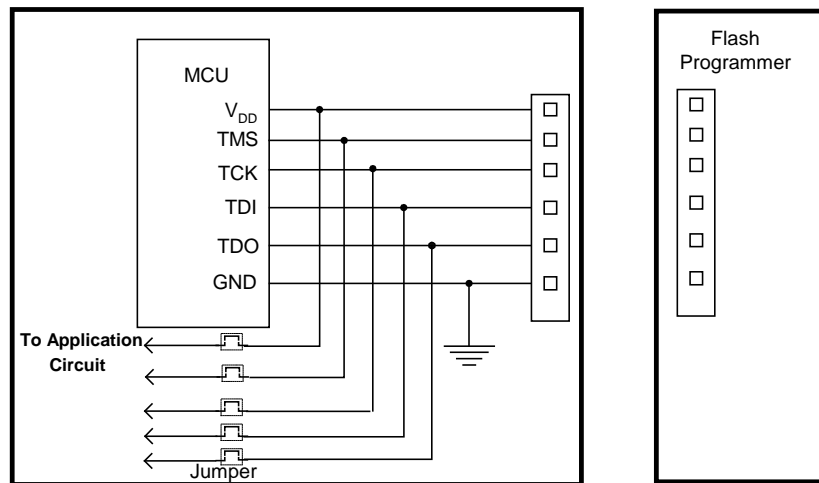 MCU
VDD
TMS
TCK
TDI
TDO
GND
To Application
Circuit
Jumper
Flash
Programmer